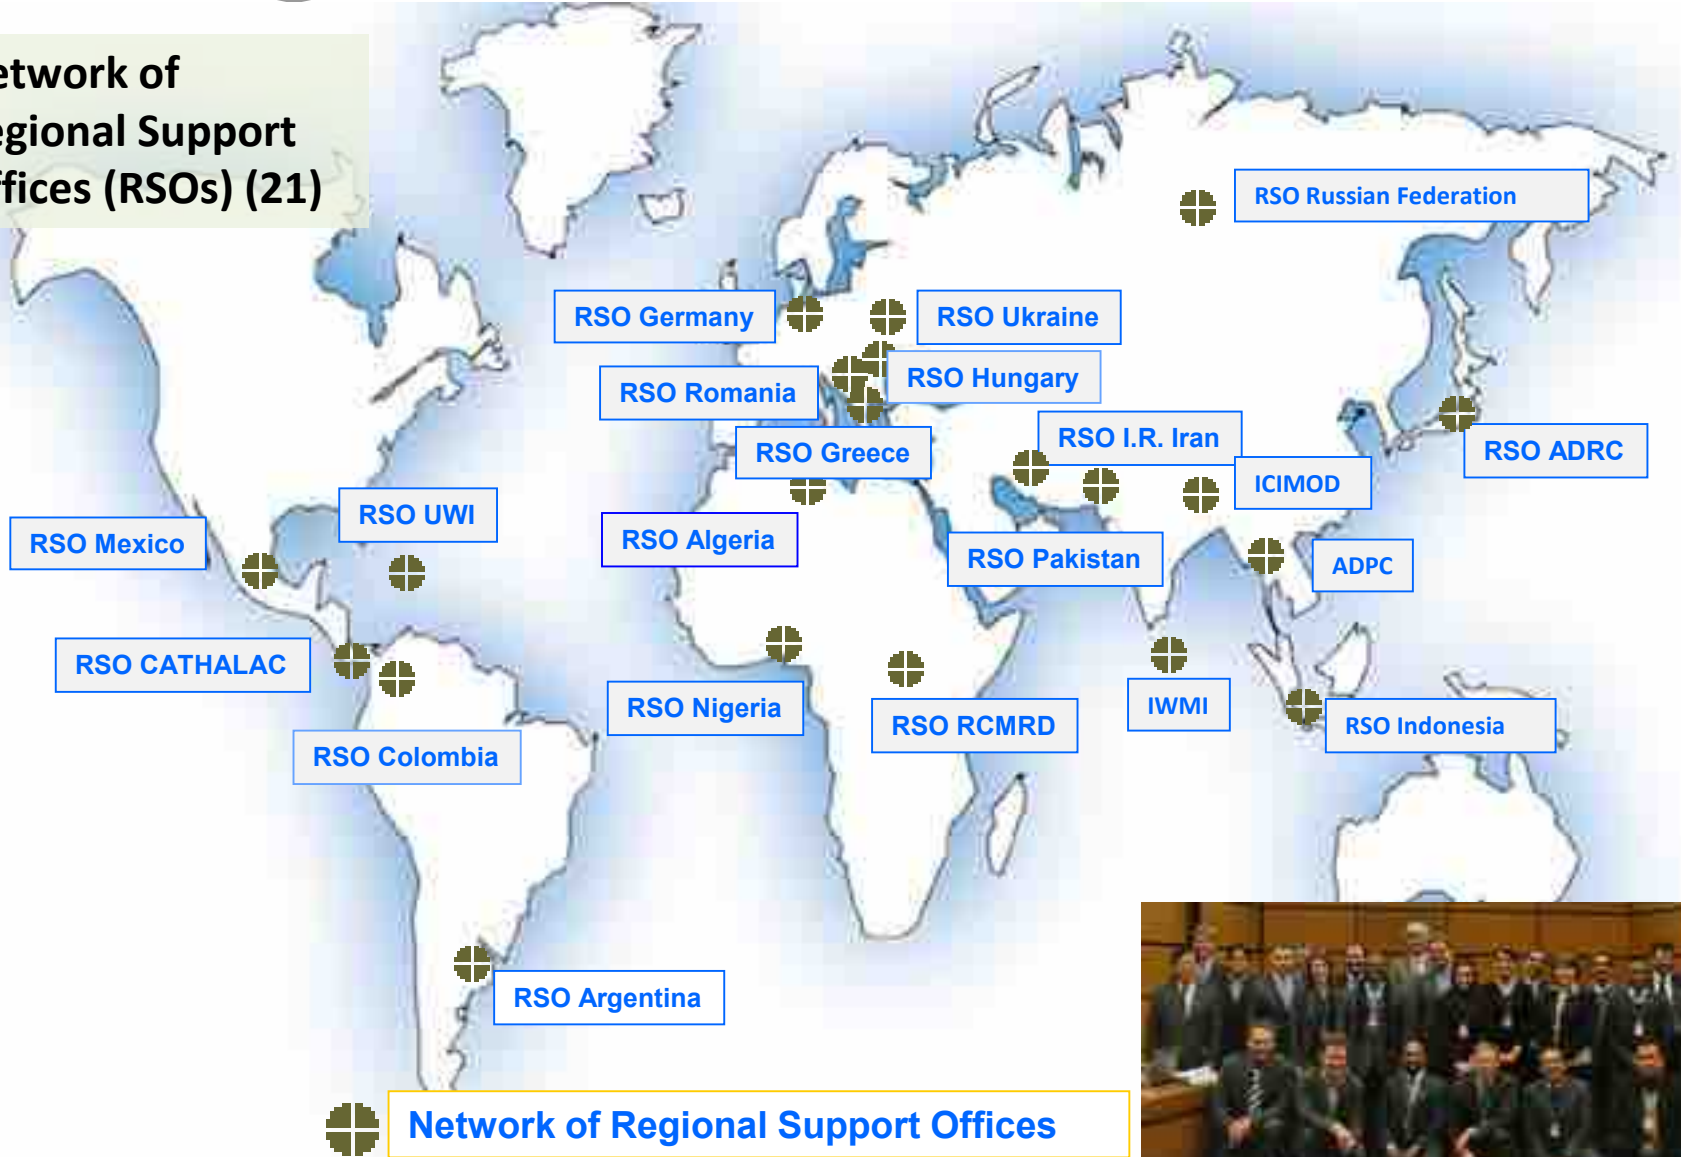 etwork of
egional Support
ffices (RSOs) (21)
RSO Russian Federation
RSO Germany
RSO Ukraine
RSO Hungary
RSO Romania
RSO Greece
RSO I.R. Iran
RSO ADRC
ICIMOD
RSO UWI
RSO Mexico
RSO Algeria
RSO Pakistan
ADPC
RSO CATHALAC
RSO Nigeria
RSO RCMRD
IWMI
RSO Indonesia
RSO Colombia
RSO Argentina
Network of Regional Support Offices